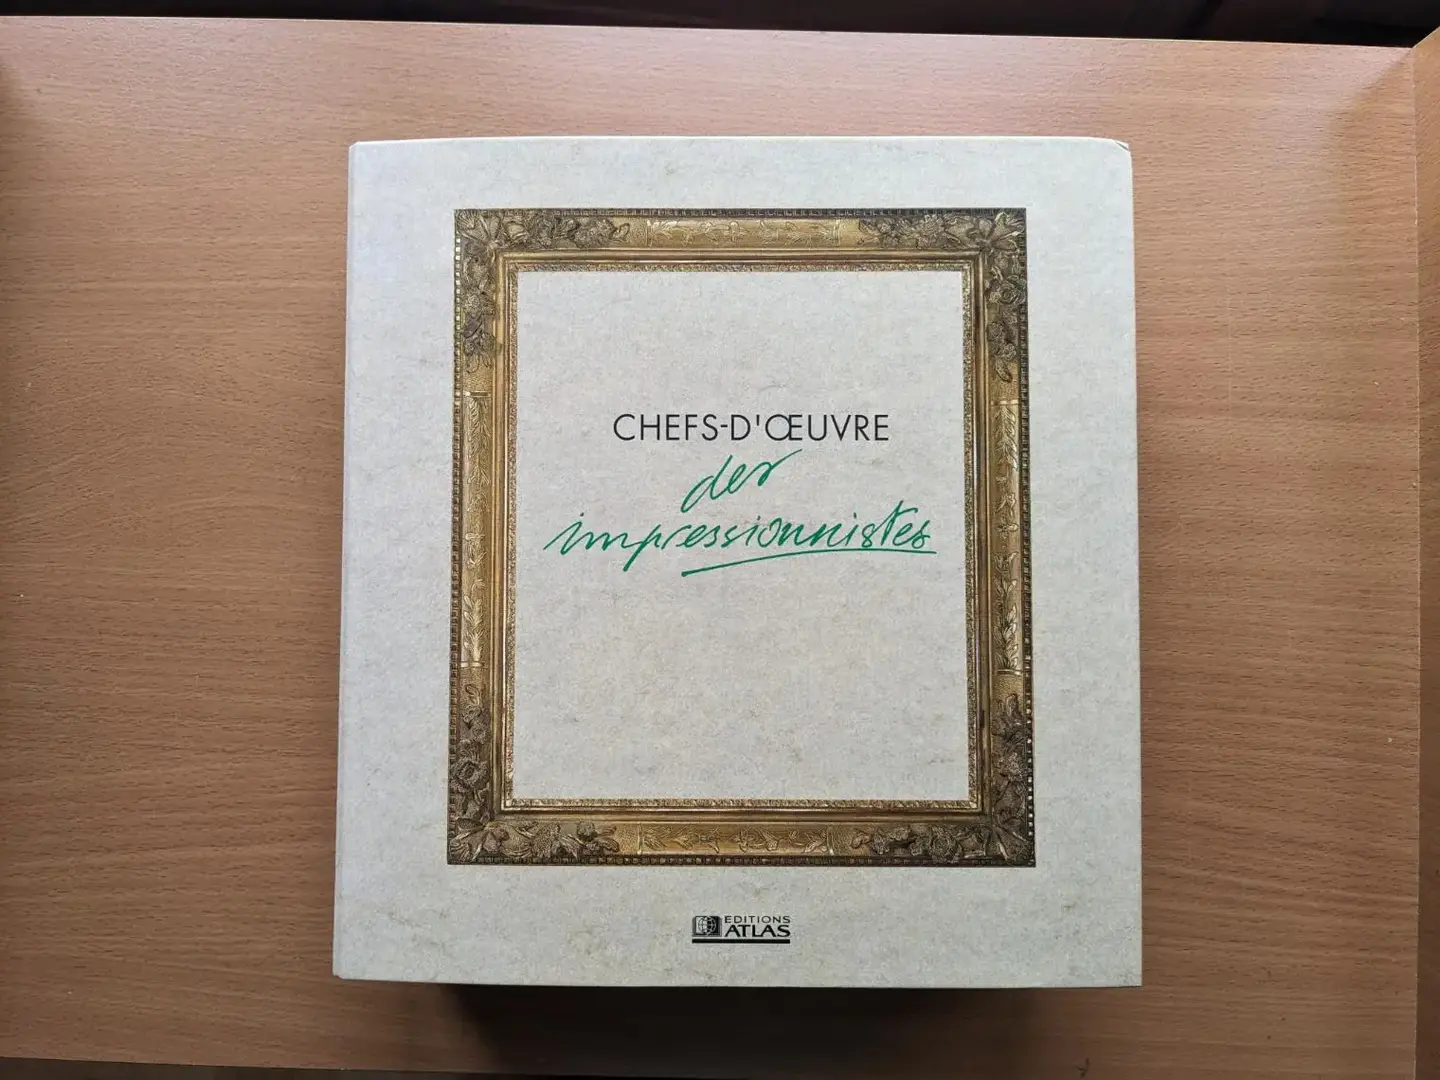 CHEFS-D'ŒUVRE
des
impressionnistes
EDITIONS
ATLAS